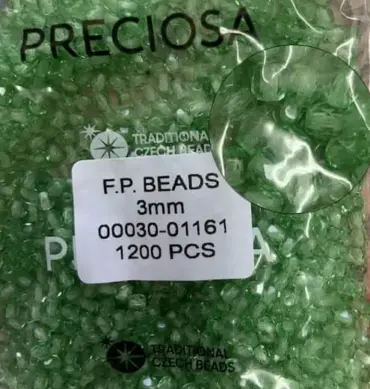 PRECIOSA
TRADITIONAL
CZECH BEADS
F.P. BEADS
3mm
00030-01161
1200 PCS
TRADITIONAL
CZECH BEADS